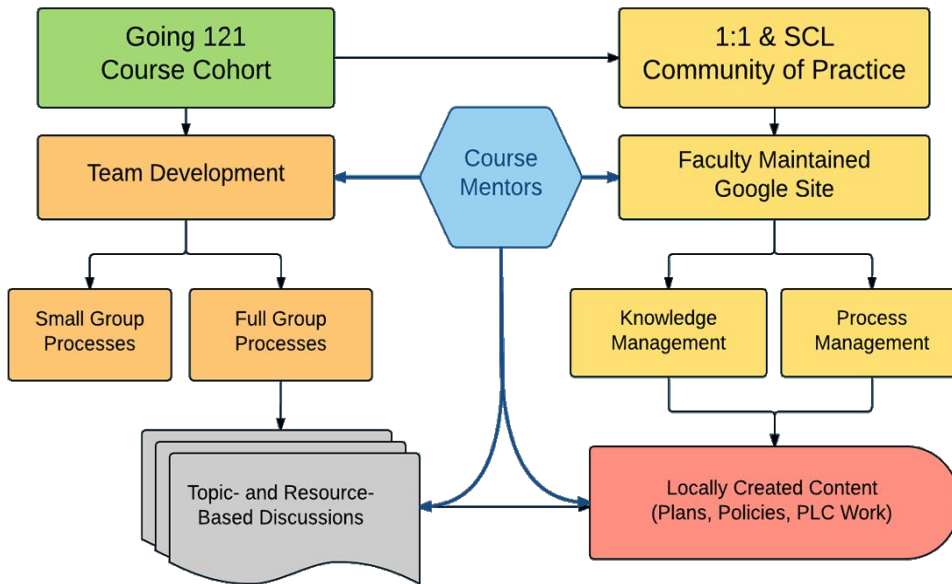 Going 121
Course Cohort
1:1 & SCL
Community of Practice
Team Development
Course
Mentors
Faculty Maintained
Google Site
Small Group
Processes
Full Group
Processes
Knowledge
Management
Process
Management
Topic- and Resource-
Based Discussions
Locally Created Content
(Plans, Policies, PLC Work)